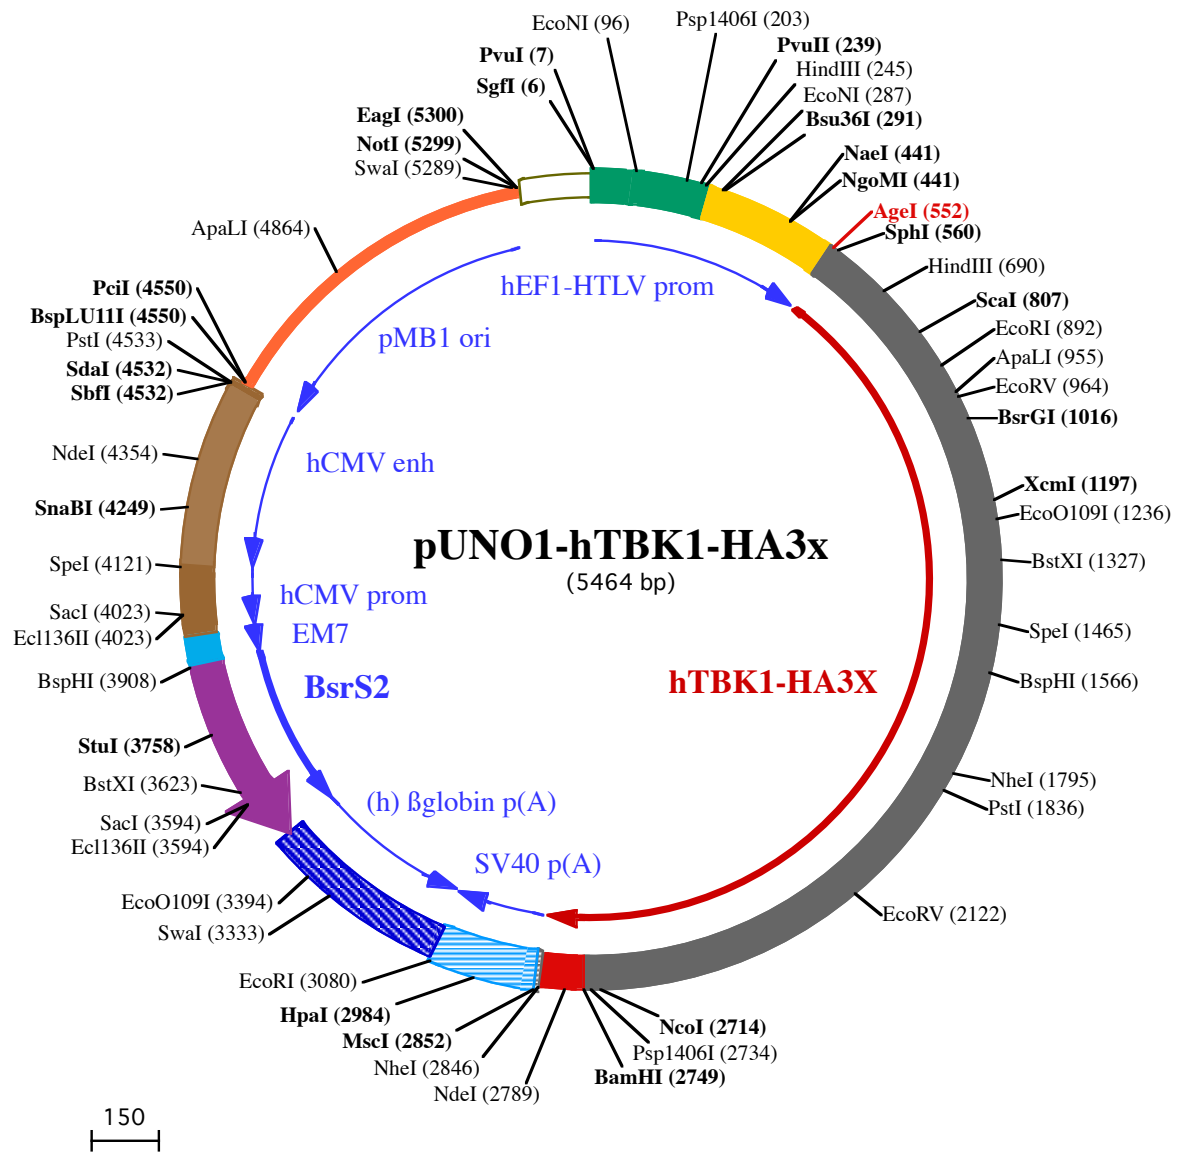 EcoNI (96)
Psp1406I (203)
PvuI (7)
PvuII (239)
SgfI (6)
HindIII (245)
EcoNI (287)
EagI (5300)
Bsu36I (291)
NotI (5299)
NaeI (441)
SwaI (5289)
NgoMI (441)
AgeI (552)
ApaLI (4864)
SphI (560)
HindIII (690)
hEF1-HTLV prom
PciI (4550)
ScaI (807)
BspLU11I (4550)
EcoRI (892)
PstI (4533)
pMB1 ori
ApaLI (955)
SdaI (4532)
EcoRV (964)
SbfI (4532)
BsrGI (1016)
NdeI (4354)
hCMV enh
XcmI (1197)
SnaBI (4249)
EcoO109I (1236)
pUNO1-hTBK1-HA3x
SpeI (4121)
BstXI (1327)
(5464 bp)
hCMV prom
SacI (4023)
Ecl136II (4023)
EM7
SpeI (1465)
BspHI (3908)
BsrS2
hTBK1-HA3X
BspHI (1566)
StuI (3758)
BstXI (3623)
NheI (1795)
(h) ßglobin p(A)
PstI (1836)
SacI (3594)
Ecl136II (3594)
SV40 p(A)
EcoO109I (3394)
EcoRV (2122)
SwaI (3333)
EcoRI (3080)
HpaI (2984)
NcoI (2714)
MscI (2852)
Psp1406I (2734)
NheI (2846)
BamHI (2749)
NdeI (2789)
150